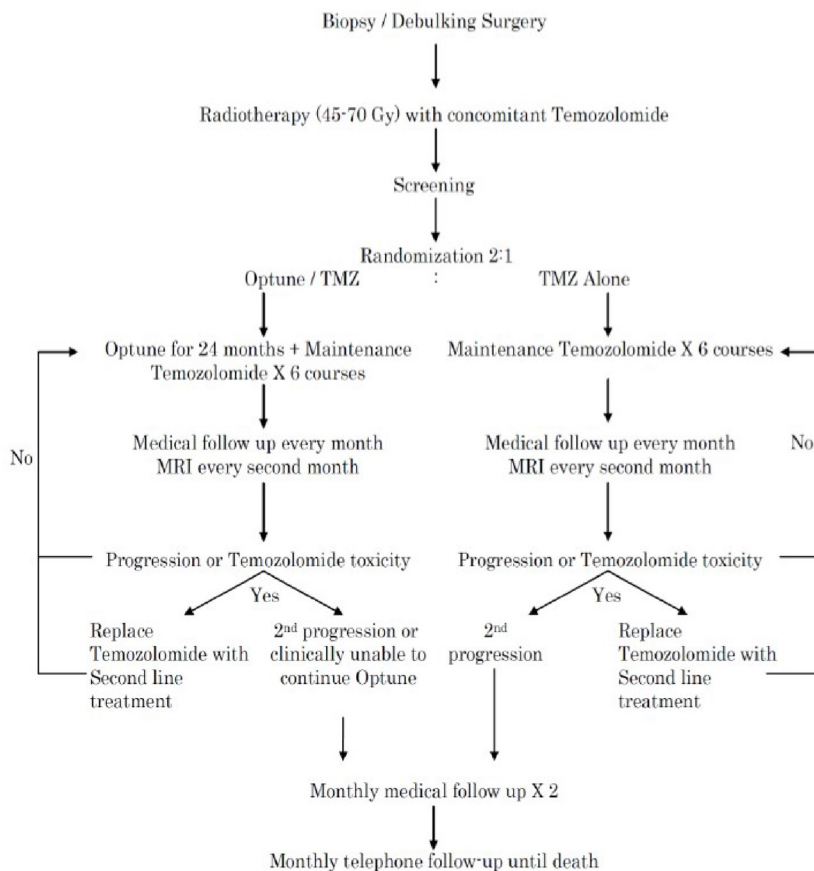 Biopsy / Debulking Surgery
Radiotherapy (45-70 Gy) with concomitant Temozolomide
Screening
Randomization 2:1
Optune / TMZ : TMZ Alone
Optune for 24 months + Maintenance
Temozolomide X 6 courses
Maintenance Temozolomide X 6 courses
Medical follow up every month
MRI every second month
Medical follow up every month
MRI every second month
No
No
Progression or Temozolomide toxicity
Progression or Temozolomide toxicity
Yes
Yes
Replace
Temozolomide with
Second line
treatment
2nd progression or
clinically unable to
continue Optune
2nd
progression
Replace
Temozolomide with
Second line
treatment
Monthly medical follow up X 2
Monthly telephone follow-up until death